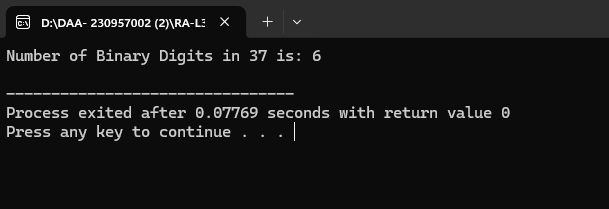 D:\DAA- 230957002 (2)\RA-L3
Number of Binary Digits in 37 is: 6
--------------------------------
Process exited after 0.07769 seconds with return value 0
Press any key to continue . . .